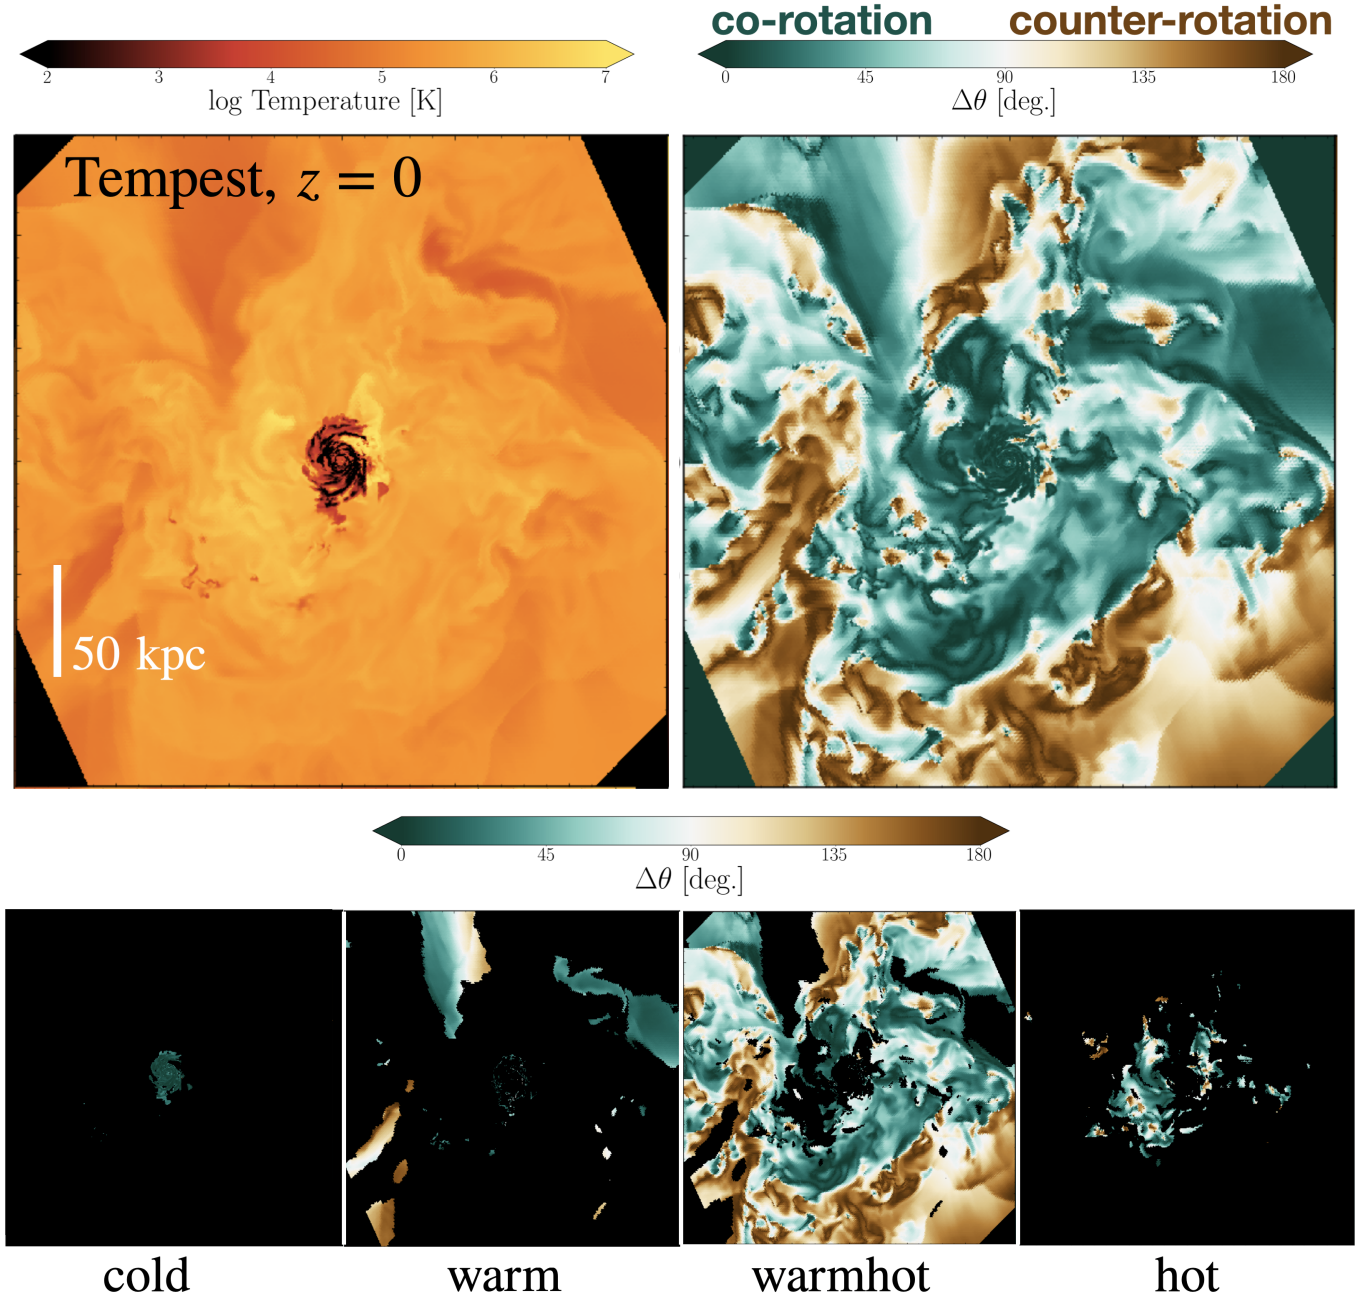 co-rotation counter-rotation
2 3 4 5 6 7
log Temperature [K]
0 45 90 135 180
Δθ [deg.]
Tempest, z = 0
50 kpc
0 45 90 135 180
Δθ [deg.]
cold warm warmhot hot